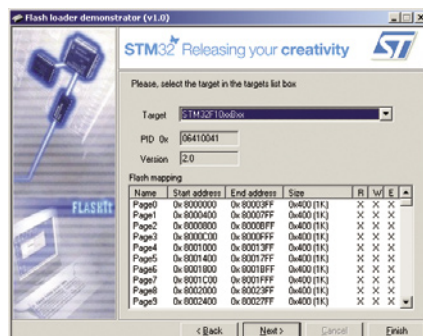 Flash loader demonstrator (v1.0)
STM32 Releasing your creativity
ST
Please, select the target in the targets list box
Target STM32F10xxBxx
PID 0x 06410041
Version 2.0
Flash mapping
Name Start address End address Size R W E
Page0 0x 8000000 0x 80003FF 0x400 (1K) X X X
Page1 0x 8000400 0x 80007FF 0x400 (1K) X X X
Page2 0x 8000800 0x 8000BFF 0x400 (1K) X X X
Page3 0x 8000C00 0x 8000FFF 0x400 (1K) X X X
Page4 0x 8001000 0x 80013FF 0x400 (1K) X X X
Page5 0x 8001400 0x 80017FF 0x400 (1K) X X X
Page6 0x 8001800 0x 8001BFF 0x400 (1K) X X X
Page7 0x 8001C00 0x 8001FFF 0x400 (1K) X X X
Page8 0x 8002000 0x 80023FF 0x400 (1K) X X X
Page9 0x 8002400 0x 80027FF 0x400 (1K) X X X
FLASHit
< Back Next > Cancel Finish